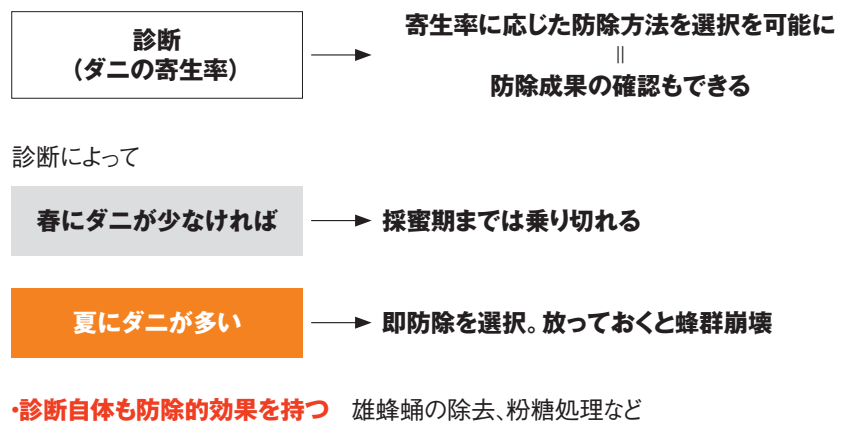 診断
(ダニの寄生率)
寄生率に応じた防除方法を選択を可能に
||
防除成果の確認もできる
診断によって
春にダニが少なければ
採蜜期までは乗り切れる
夏にダニが多い
即防除を選択。放っておくと蜂群崩壊
・診断自体も防除的効果を持つ 雄蜂蛹の除去、粉糖処理など